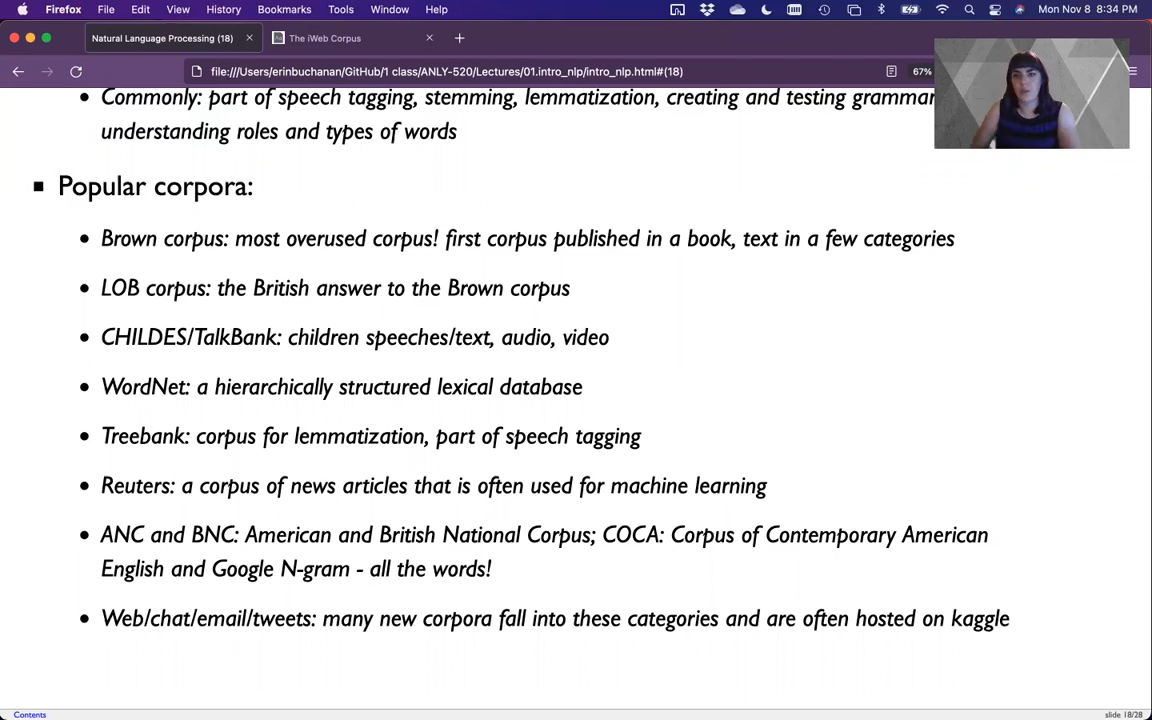 Firefox File Edit View History Bookmarks Tools Window Help Mon Nov 8 8:34 PM
Natural Language Processing (18) The iWeb Corpus
file:///Users/erinbuchanan/GitHub/1 class/ANLY-520/Lectures/01.intro_nlp/intro_nlp.html#(18) 67%
Commonly: part of speech tagging, stemming, lemmatization, creating and testing grammar
understanding roles and types of words
Popular corpora:
Brown corpus: most overused corpus! first corpus published in a book, text in a few categories
LOB corpus: the British answer to the Brown corpus
CHILDES/TalkBank: children speeches/text, audio, video
WordNet: a hierarchically structured lexical database
Treebank: corpus for lemmatization, part of speech tagging
Reuters: a corpus of news articles that is often used for machine learning
ANC and BNC: American and British National Corpus; COCA: Corpus of Contemporary American
English and Google N-gram - all the words!
Web/chat/email/tweets: many new corpora fall into these categories and are often hosted on kaggle
Contents slide 18/28